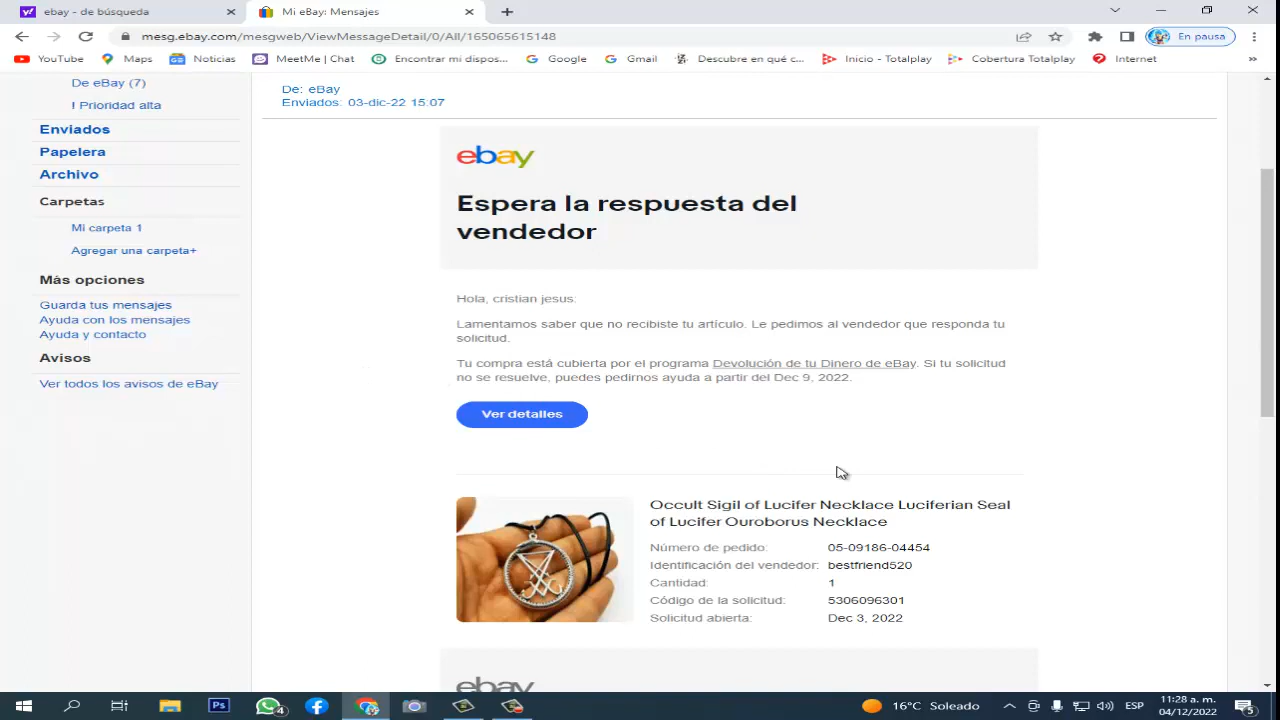 ebay - de búsqueda
Mi eBay: Mensajes
mesg.ebay.com/mesgweb/ViewMessageDetail/0/All/165065615148
En pausa
YouTube
Maps
Noticias
MeetMe | Chat
Encontrar mi dispos...
Google
Gmail
Descubre en qué c...
Inicio - Totalplay
Cobertura Totalplay
Internet
»
De eBay (7)
! Prioridad alta
Enviados
Papelera
Archivo
Carpetas
Mi carpeta 1
Agregar una carpeta+
Más opciones
Guarda tus mensajes
Ayuda con los mensajes
Ayuda y contacto
Avisos
Ver todos los avisos de eBay
De: eBay
Enviados: 03-dic-22 15:07
ebay
Espera la respuesta del
vendedor
Hola, cristian jesus:
Lamentamos saber que no recibiste tu artículo. Le pedimos al vendedor que responda tu
solicitud.
Tu compra está cubierta por el programa Devolución de tu Dinero de eBay. Si tu solicitud
no se resuelve, puedes pedirnos ayuda a partir del Dec 9, 2022.
Ver detalles
Occult Sigil of Lucifer Necklace Luciferian Seal
of Lucifer Ouroborus Necklace
Número de pedido: 05-09186-04454
Identificación del vendedor: bestfriend520
Cantidad: 1
Código de la solicitud: 5306096301
Solicitud abierta: Dec 3, 2022
ebay
Ps
4
16°C Soleado
ESP
11:28 a. m.
04/12/2022
5